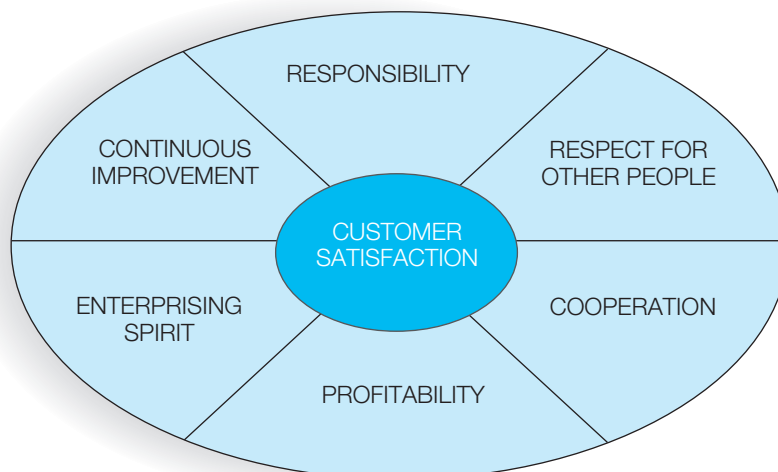 RESPONSIBILITY
CONTINUOUS
IMPROVEMENT
RESPECT FOR
OTHER PEOPLE
CUSTOMER
SATISFACTION
ENTERPRISING
SPIRIT
COOPERATION
PROFITABILITY